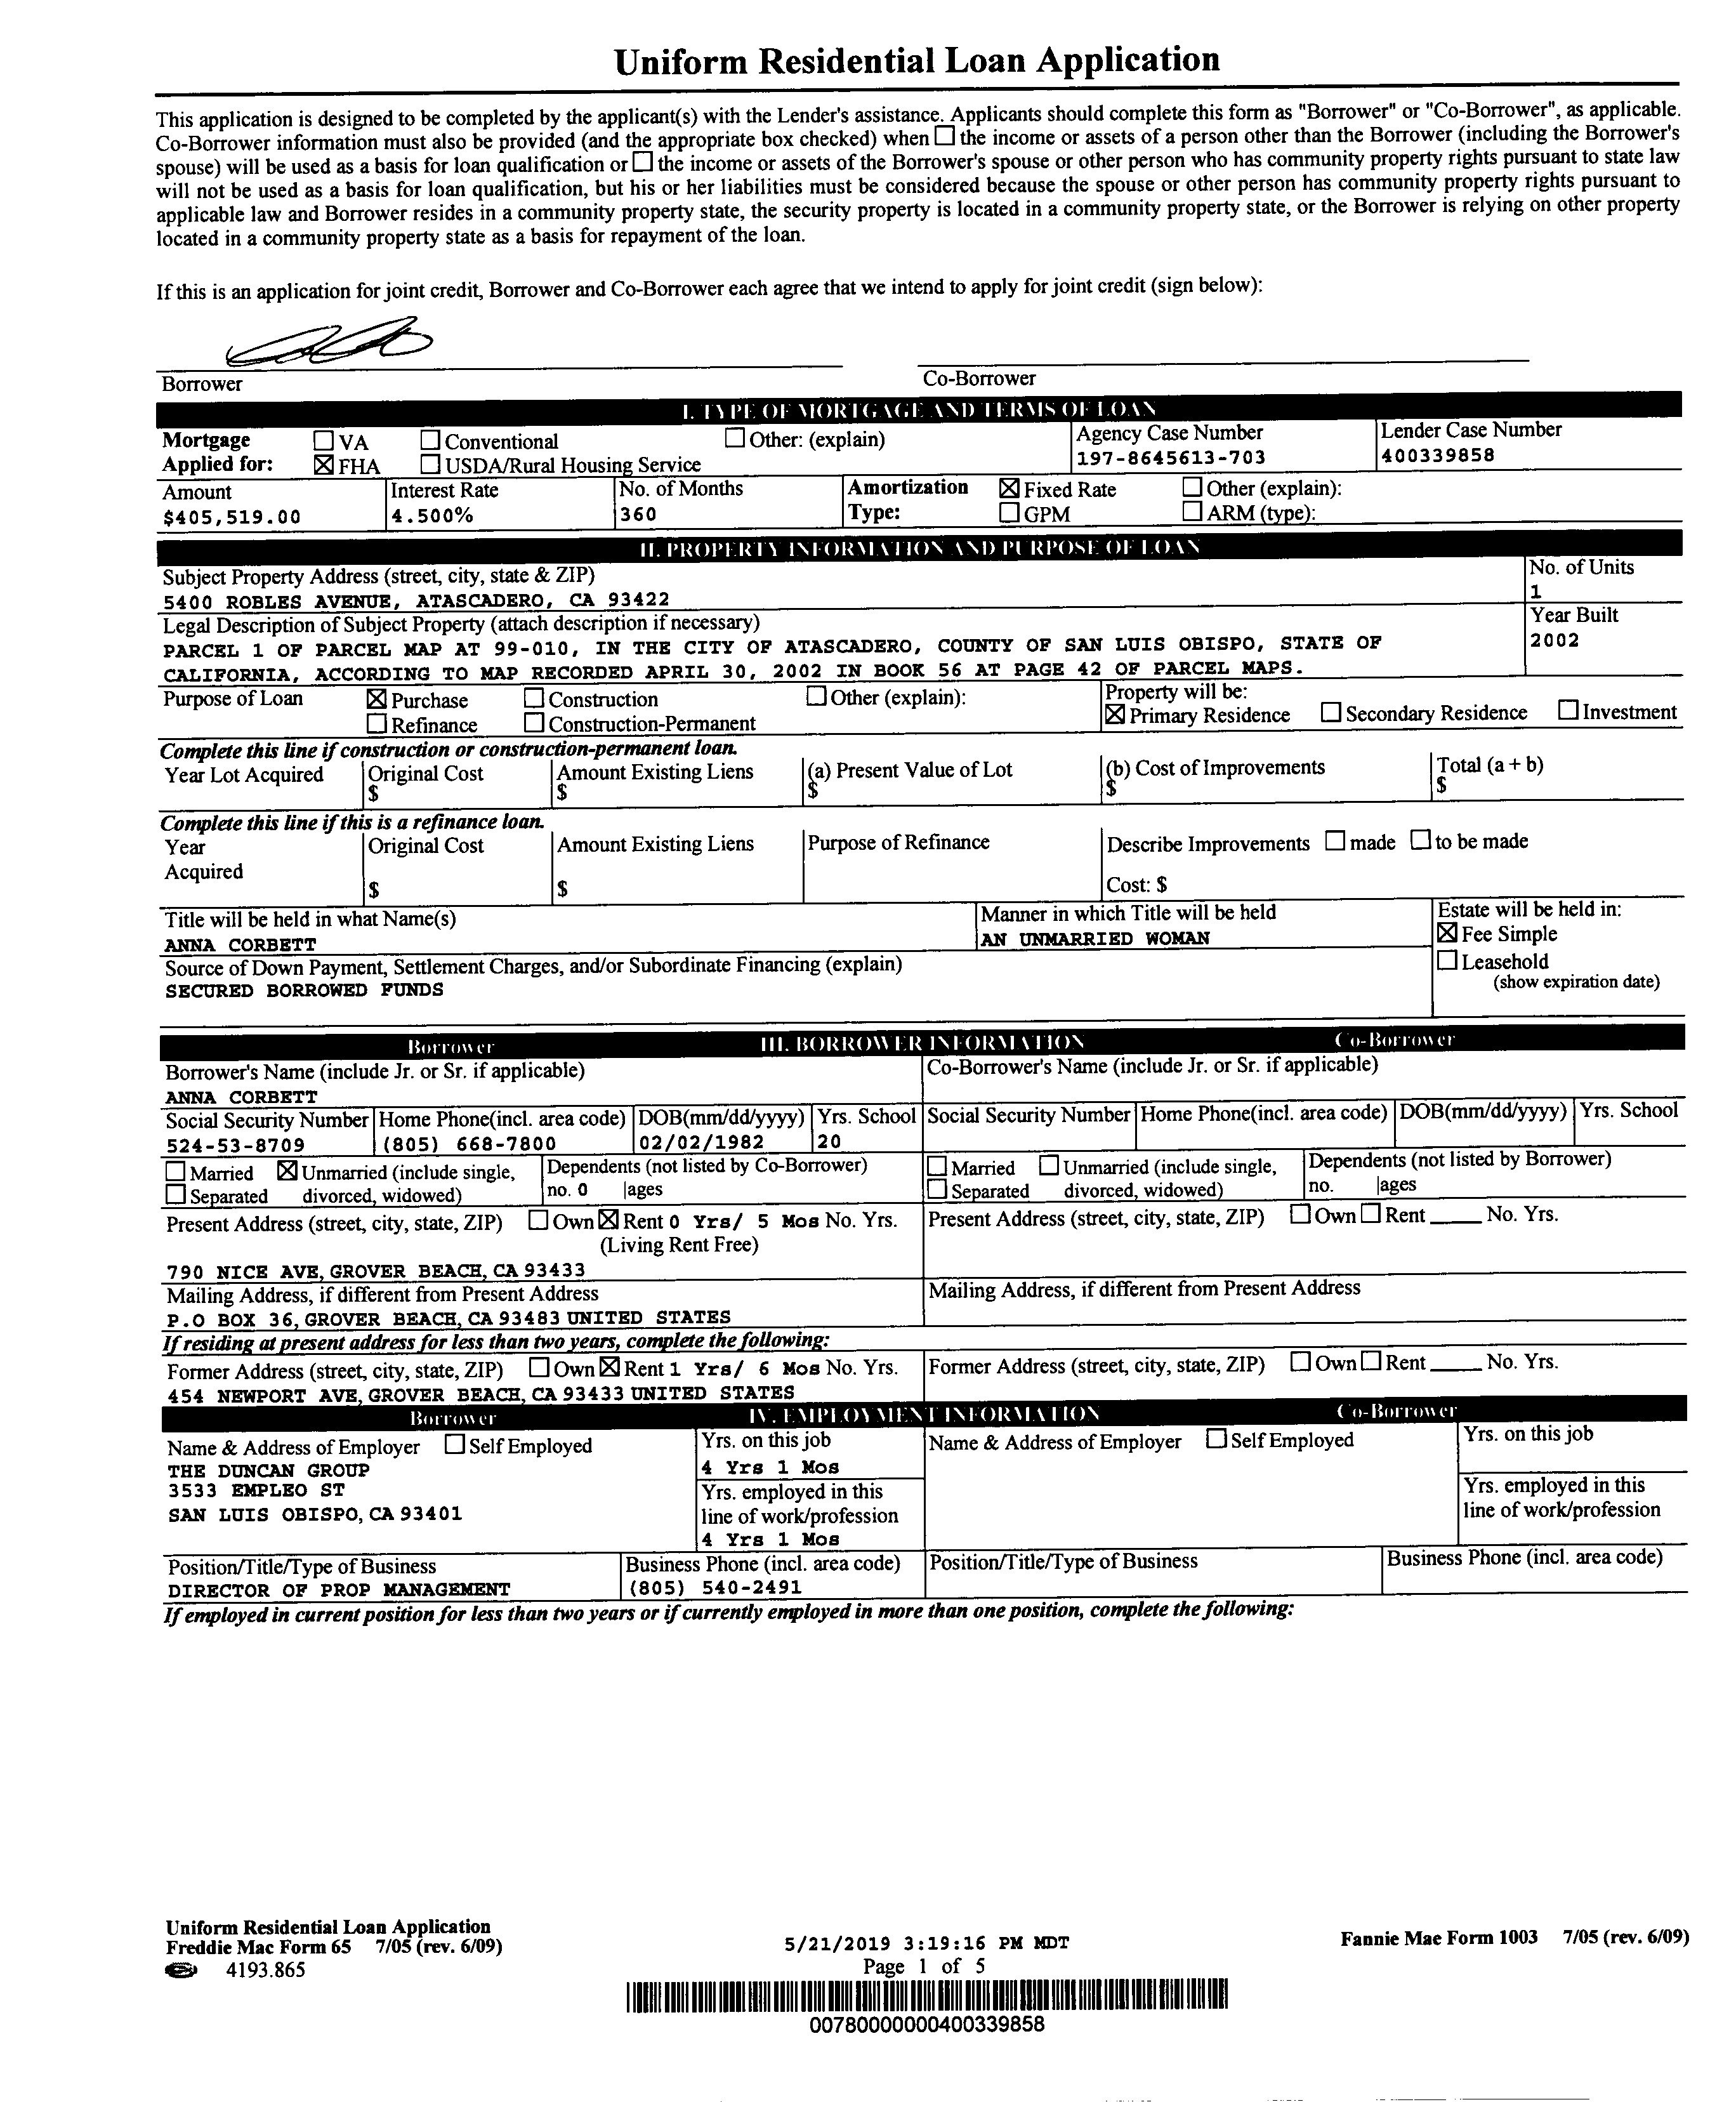 Uniform Residential Loan Application
This application is designed to be completed by the applicant(s) with the Lender's assistance. Applicants should complete this form as "Borrower" or "Co-Borrower", as applicable.
Co-Borrower information must also be provided (and the appropriate box checked) when ☐ the income or assets of a person other than the Borrower (including the Borrower's
spouse) will be used as a basis for loan qualification or ☐ the income or assets of the Borrower's spouse or other person who has community property rights pursuant to state law
will not be used as a basis for loan qualification, but his or her liabilities must be considered because the spouse or other person has community property rights pursuant to
applicable law and Borrower resides in a community property state, the security property is located in a community property state, or the Borrower is relying on other property
located in a community property state as a basis for repayment of the loan.
If this is an application for joint credit, Borrower and Co-Borrower each agree that we intend to apply for joint credit (sign below):
Borrower Co-Borrower
I. TYPE OF MORTGAGE AND TERMS OF LOAN
Mortgage ☐ VA ☐ Conventional ☐ Other: (explain) Agency Case Number Lender Case Number
Applied for: ☒ FHA ☐ USDA/Rural Housing Service 197-8645613-703 400339858
Amount Interest Rate No. of Months Amortization ☒ Fixed Rate ☐ Other (explain):
$405,519.00 4.500% 360 Type: ☐ GPM ☐ ARM (type):
II. PROPERTY INFORMATION AND PURPOSE OF LOAN
Subject Property Address (street, city, state & ZIP) No. of Units
5400 ROBLES AVENUE, ATASCADERO, CA 93422 1
Legal Description of Subject Property (attach description if necessary) Year Built
PARCEL 1 OF PARCEL MAP AT 99-010, IN THE CITY OF ATASCADERO, COUNTY OF SAN LUIS OBISPO, STATE OF 2002
CALIFORNIA, ACCORDING TO MAP RECORDED APRIL 30, 2002 IN BOOK 56 AT PAGE 42 OF PARCEL MAPS.
Purpose of Loan ☒ Purchase ☐ Construction ☐ Other (explain): Property will be:
☐ Refinance ☐ Construction-Permanent ☒ Primary Residence ☐ Secondary Residence ☐ Investment
Complete this line if construction or construction-permanent loan.
Year Lot Acquired Original Cost Amount Existing Liens (a) Present Value of Lot (b) Cost of Improvements Total (a + b)
$ $ $ $ $
Complete this line if this is a refinance loan.
Year Original Cost Amount Existing Liens Purpose of Refinance Describe Improvements ☐ made ☐ to be made
Acquired
$ $ Cost: $
Title will be held in what Name(s) Manner in which Title will be held Estate will be held in:
ANNA CORBETT AN UNMARRIED WOMAN ☒ Fee Simple
Source of Down Payment, Settlement Charges, and/or Subordinate Financing (explain) ☐ Leasehold
SECURED BORROWED FUNDS (show expiration date)
Borrower III. BORROWER INFORMATION Co-Borrower
Borrower's Name (include Jr. or Sr. if applicable) Co-Borrower's Name (include Jr. or Sr. if applicable)
ANNA CORBETT
Social Security Number Home Phone(incl. area code) DOB(mm/dd/yyyy) Yrs. School Social Security Number Home Phone(incl. area code) DOB(mm/dd/yyyy) Yrs. School
524-53-8709 (805) 668-7800 02/02/1982 20
☐ Married ☒ Unmarried (include single, Dependents (not listed by Co-Borrower) ☐ Married ☐ Unmarried (include single, Dependents (not listed by Borrower)
☐ Separated divorced, widowed) no. 0 ages ☐ Separated divorced, widowed) no. ages
Present Address (street, city, state, ZIP) ☐ Own ☒ Rent 0 Yrs/ 5 Mos No. Yrs. Present Address (street, city, state, ZIP) ☐ Own ☐ Rent ____ No. Yrs.
(Living Rent Free)
790 NICE AVE, GROVER BEACH, CA 93433
Mailing Address, if different from Present Address Mailing Address, if different from Present Address
P.O BOX 36, GROVER BEACH, CA 93483 UNITED STATES
If residing at present address for less than two years, complete the following:
Former Address (street, city, state, ZIP) ☐ Own ☒ Rent 1 Yrs/ 6 Mos No. Yrs. Former Address (street, city, state, ZIP) ☐ Own ☐ Rent ____ No. Yrs.
454 NEWPORT AVE, GROVER BEACH, CA 93433 UNITED STATES
Borrower IV. EMPLOYMENT INFORMATION Co-Borrower
Name & Address of Employer ☐ Self Employed Yrs. on this job Name & Address of Employer ☐ Self Employed Yrs. on this job
THE DUNCAN GROUP 4 Yrs 1 Mos
3533 EMPLEO ST Yrs. employed in this Yrs. employed in this
SAN LUIS OBISPO, CA 93401 line of work/profession line of work/profession
4 Yrs 1 Mos
Position/Title/Type of Business Business Phone (incl. area code) Position/Title/Type of Business Business Phone (incl. area code)
DIRECTOR OF PROP MANAGEMENT (805) 540-2491
If employed in current position for less than two years or if currently employed in more than one position, complete the following:
Uniform Residential Loan Application
Freddie Mac Form 65 7/05 (rev. 6/09) 5/21/2019 3:19:16 PM MDT Fannie Mae Form 1003 7/05 (rev. 6/09)
4193.865 Page 1 of 5
00780000000400339858